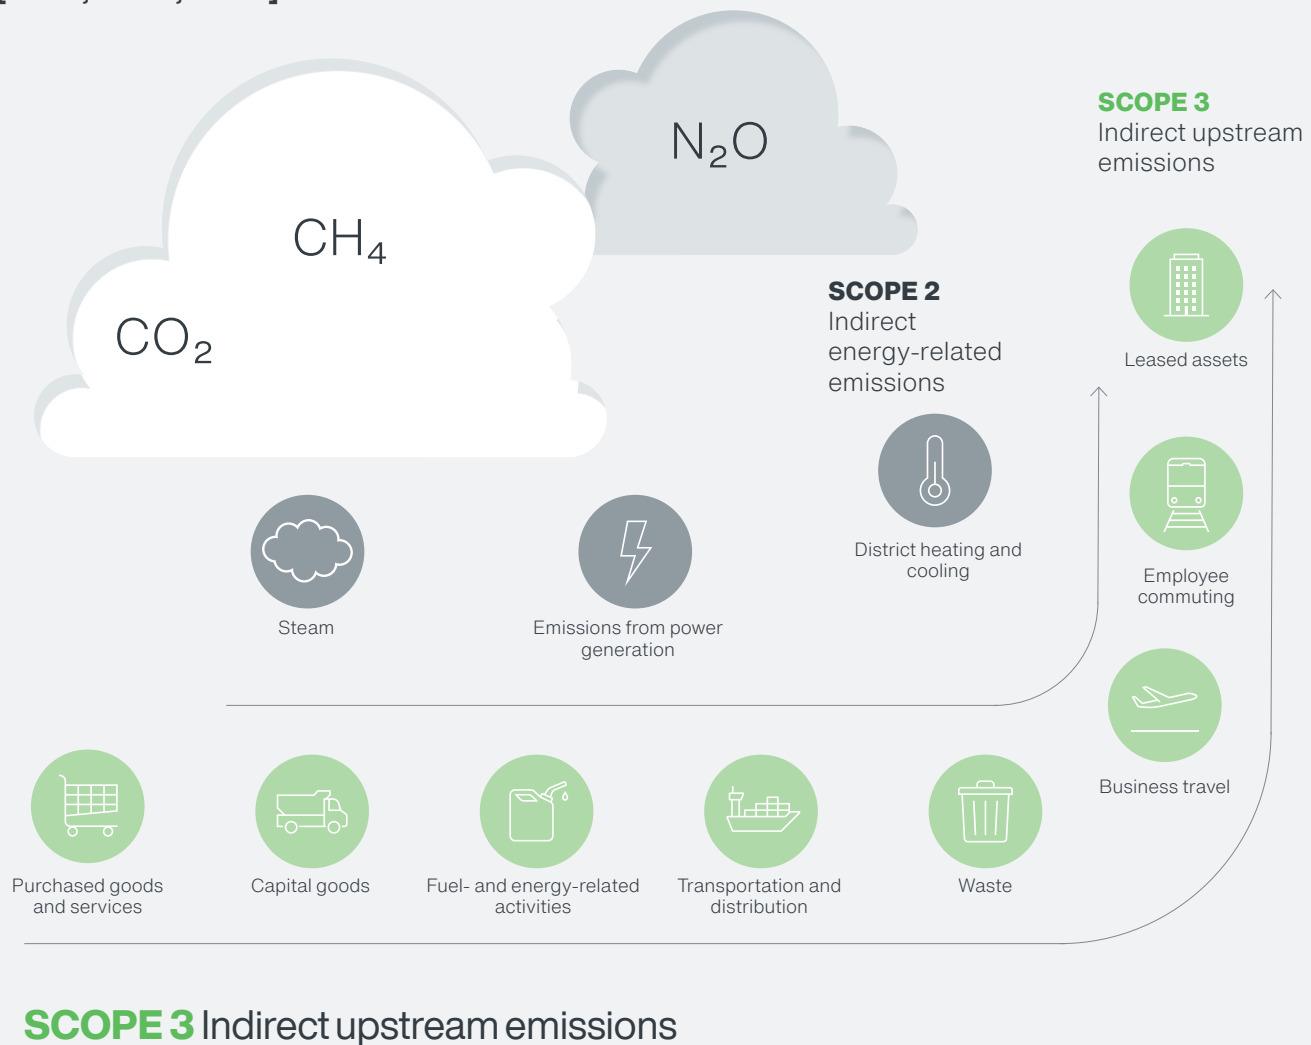 N₂O
CH₄
CO₂
SCOPE 3
Indirect upstream
emissions
Leased assets
SCOPE 2
Indirect
energy-related
emissions
District heating and
cooling
Employee
commuting
Steam
Emissions from power
generation
Business travel
Purchased goods
and services
Capital goods
Fuel- and energy-related
activities
Transportation and
distribution
Waste
SCOPE 3 Indirect upstream emissions